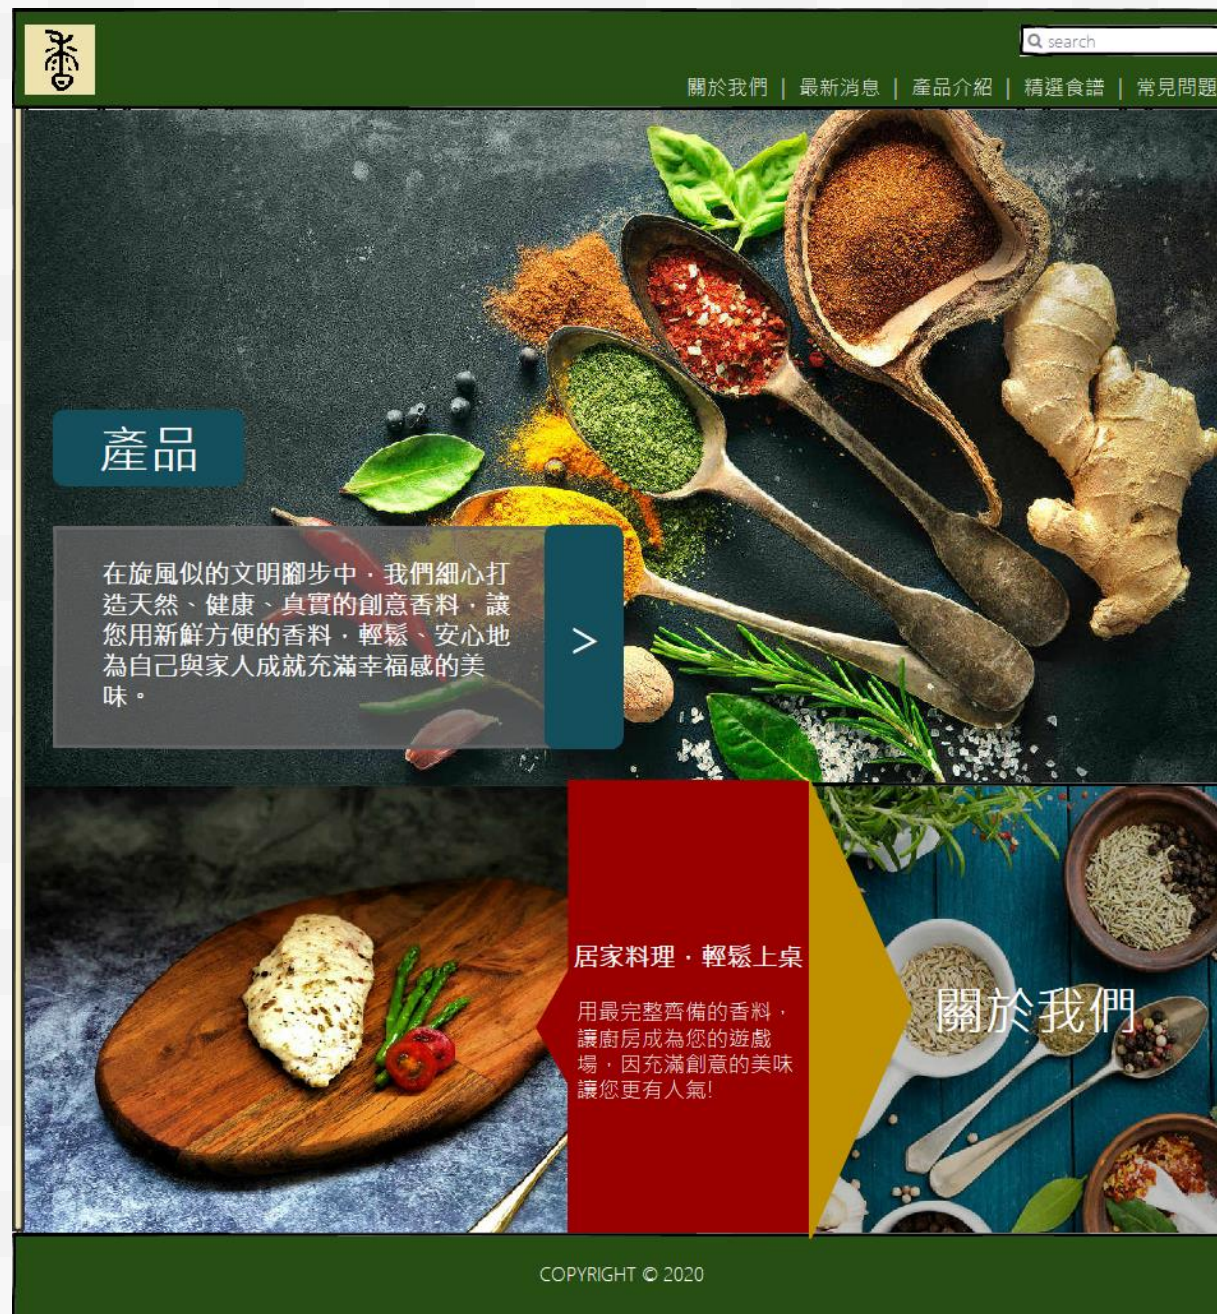 香
search
關於我們 | 最新消息 | 產品介紹 | 精選食譜 | 常見問題
產品
在旋風似的文明腳步中，我們細心打
造天然、健康、真實的創意香料，讓
您用新鮮方便的香料，輕鬆、安心地
為自己與家人成就充滿幸福感的美
味。
>
居家料理，輕鬆上桌
用最完整齊備的香料，
讓廚房成為您的遊戲
場，因充滿創意的美味
讓您更有人氣!
關於我們
COPYRIGHT © 2020